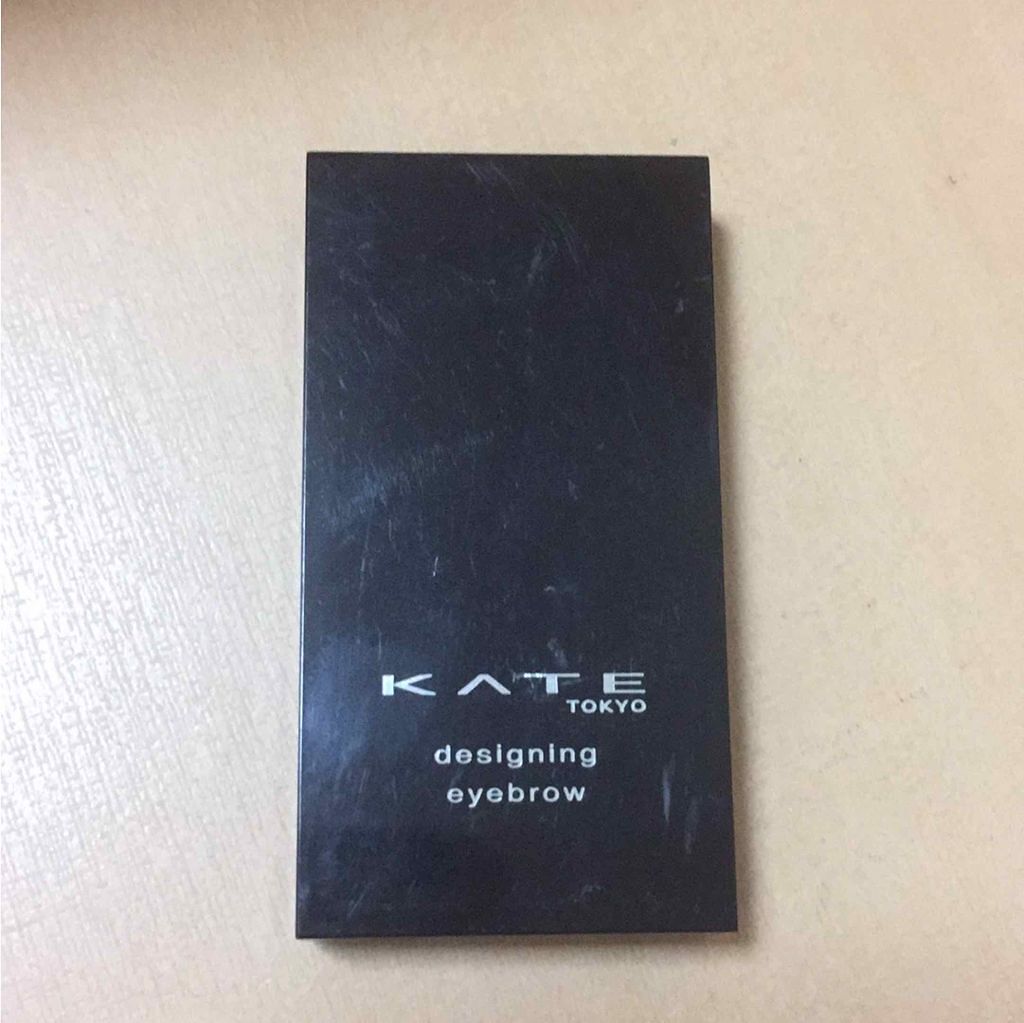 KATE
TOKYO
designing
eyebrow